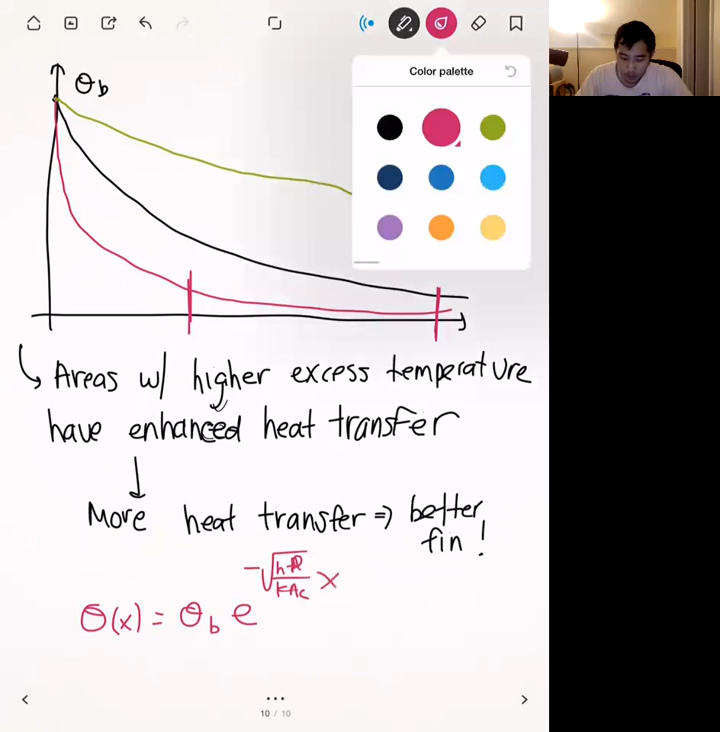 Color palette
θb
Areas w/ higher excess temperature
have enhanced heat transfer
More heat transfer => better
fin!
θ(x) = θb e^-√(hP/kAc) x
10 / 10